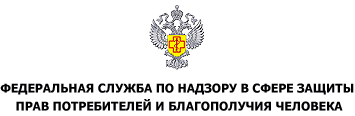 ФЕДЕРАЛЬНАЯ СЛУЖБА ПО НАДЗОРУ В СФЕРЕ ЗАЩИТЫ
ПРАВ ПОТРЕБИТЕЛЕЙ И БЛАГОПОЛУЧИЯ ЧЕЛОВЕКА